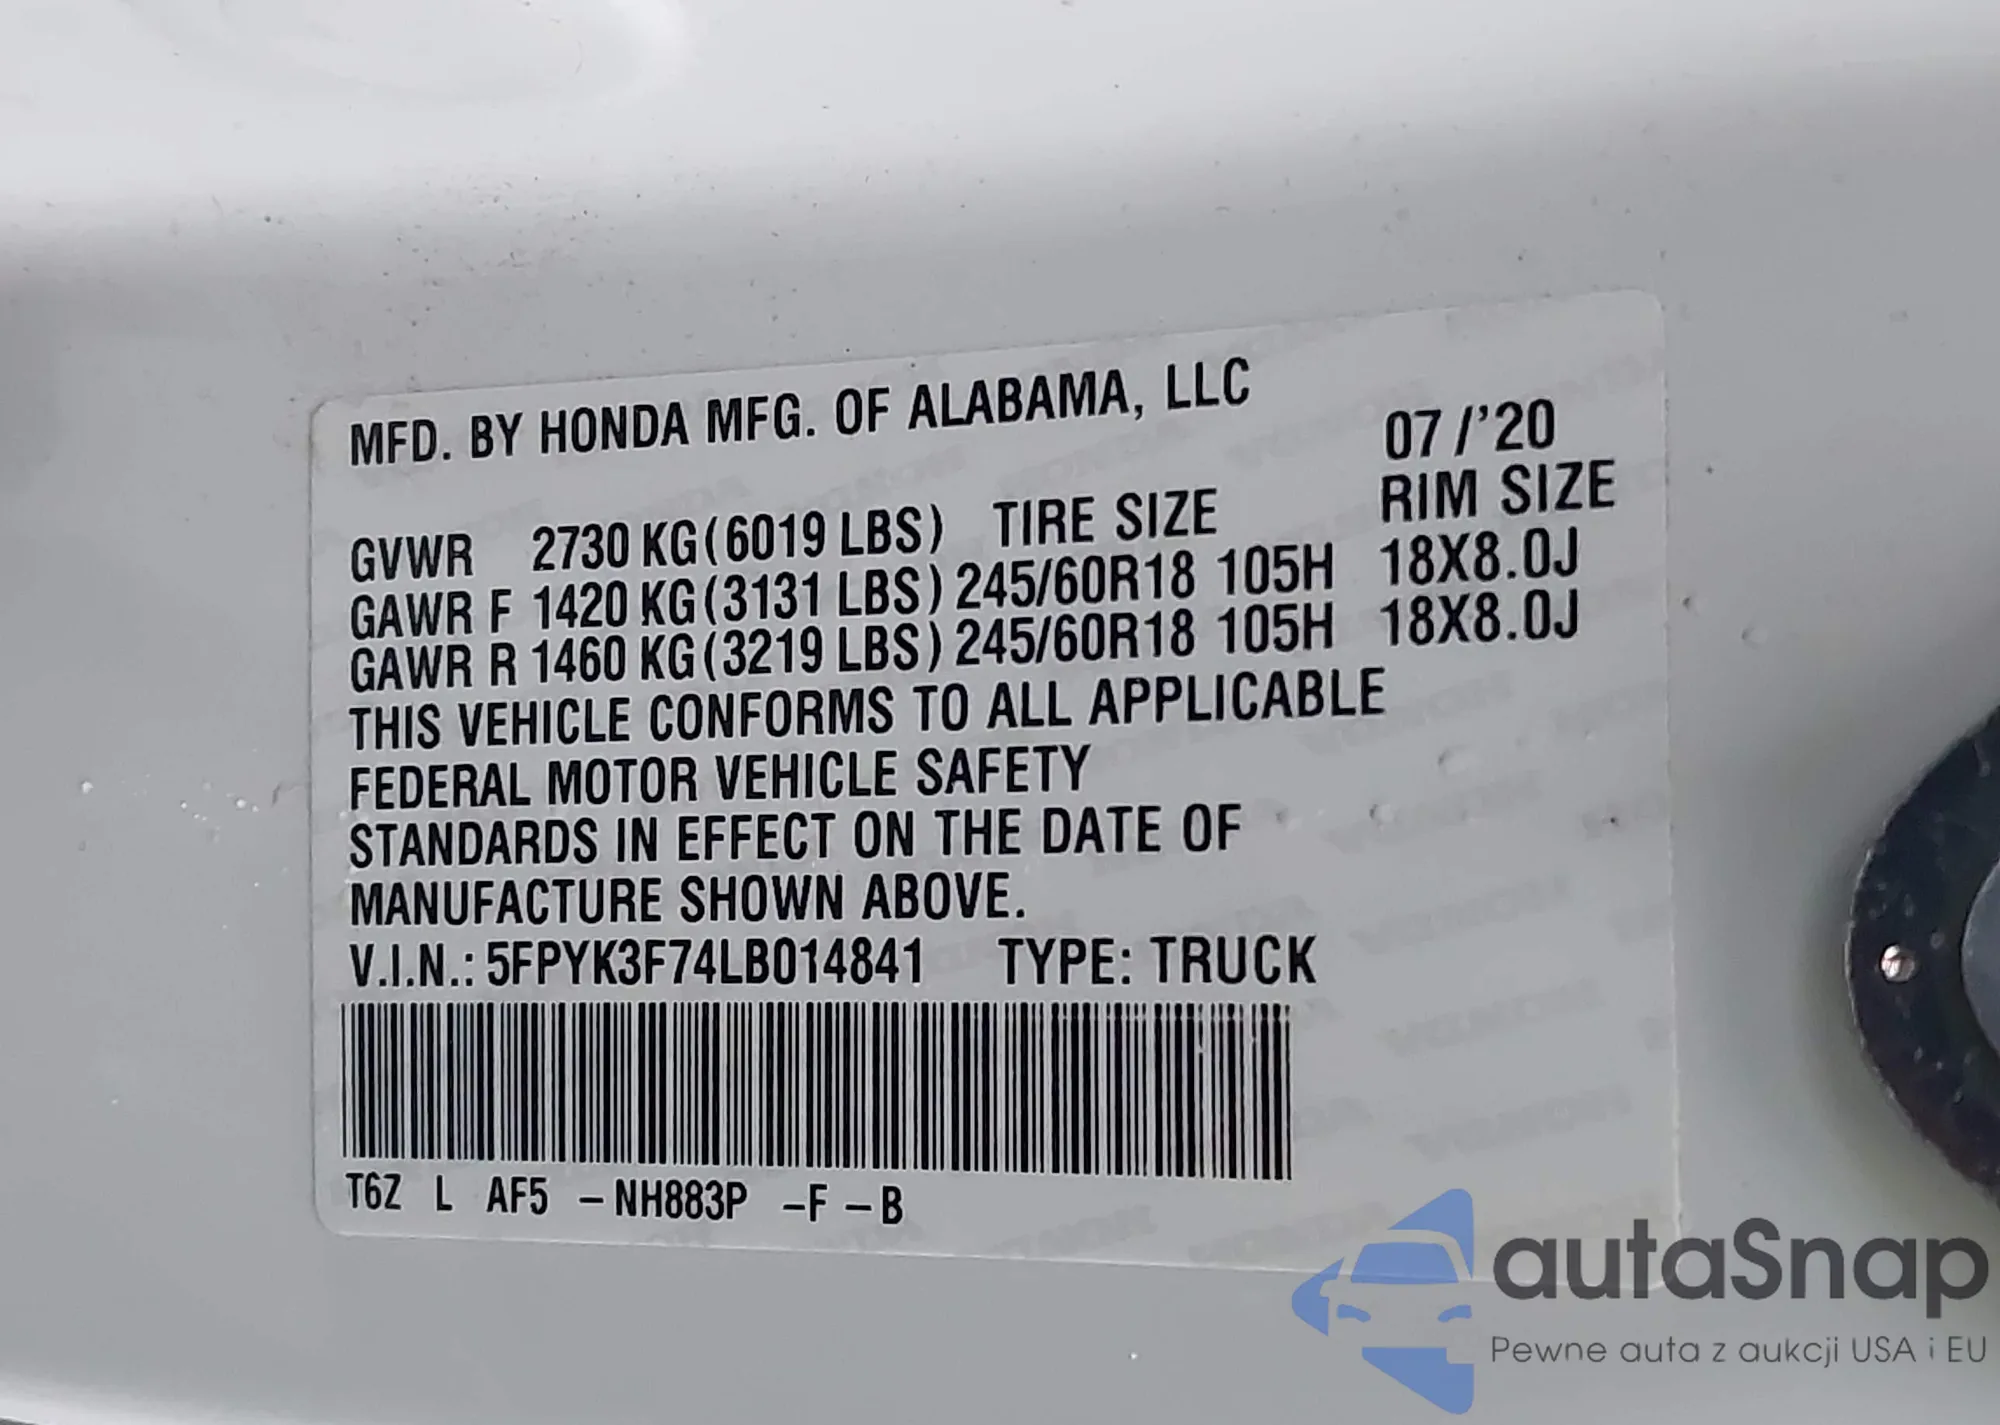 MFD. BY HONDA MFG. OF ALABAMA, LLC
07 /'20
GVWR 2730 KG (6019 LBS) TIRE SIZE RIM SIZE
GAWR F 1420 KG (3131 LBS) 245/60R18 105H 18X8.0J
GAWR R 1460 KG (3219 LBS) 245/60R18 105H 18X8.0J
THIS VEHICLE CONFORMS TO ALL APPLICABLE
FEDERAL MOTOR VEHICLE SAFETY
STANDARDS IN EFFECT ON THE DATE OF
MANUFACTURE SHOWN ABOVE.
V.I.N.: 5FPYK3F74LB014841 TYPE: TRUCK
T6Z L AF5 – NH883P – F – B
autaSnap
Pewne auta z aukcji USA i EU